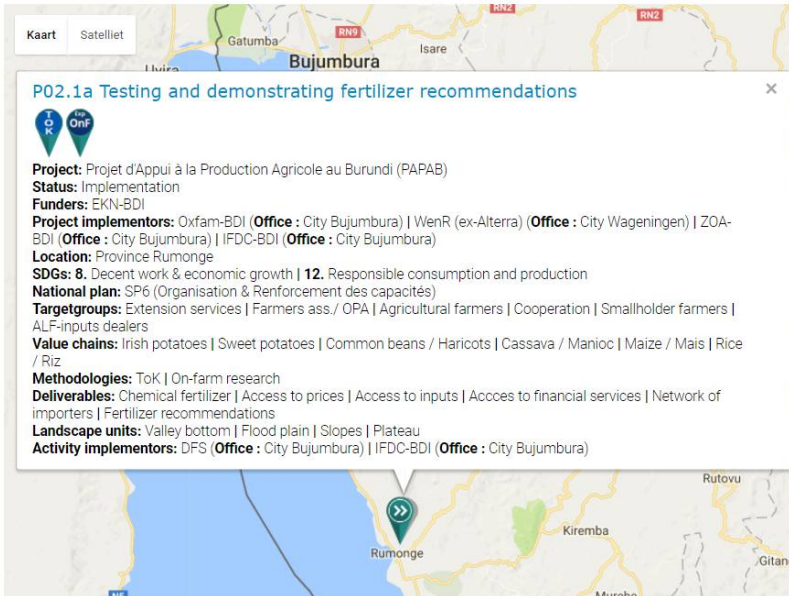 Kaart
Satelliet
Gatumba
RN9
RN2
RN2
Isare
Bujumbura
Uvira
P02.1a Testing and demonstrating fertilizer recommendations
×
TOK
Exp OnF
Project: Projet d'Appui à la Production Agricole au Burundi (PAPAB)
Status: Implementation
Funders: EKN-BDI
Project implementors: Oxfam-BDI (Office : City Bujumbura) | WenR (ex-Alterra) (Office : City Wageningen) | ZOA-
BDI (Office : City Bujumbura) | IFDC-BDI (Office : City Bujumbura)
Location: Province Rumonge
SDGs: 8. Decent work & economic growth | 12. Responsible consumption and production
National plan: SP6 (Organisation & Renforcement des capacités)
Targetgroups: Extension services | Farmers ass./ OPA | Agricultural farmers | Cooperation | Smallholder farmers |
ALF-inputs dealers
Value chains: Irish potatoes | Sweet potatoes | Common beans / Haricots | Cassava / Manioc | Maize / Mais | Rice
/ Riz
Methodologies: ToK | On-farm research
Deliverables: Chemical fertilizer | Access to prices | Access to inputs | Accces to financial services | Network of
importers | Fertilizer recommendations
Landscape units: Valley bottom | Flood plain | Slopes | Plateau
Activity implementors: DFS (Office : City Bujumbura) | IFDC-BDI (Office : City Bujumbura)
Rutovu
Kiremba
Rumonge
Gitan
N5